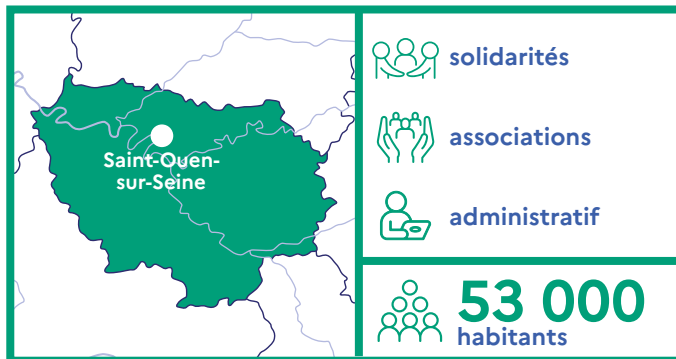 Saint-Ouen-
sur-Seine
solidarités
associations
administratif
53 000
habitants